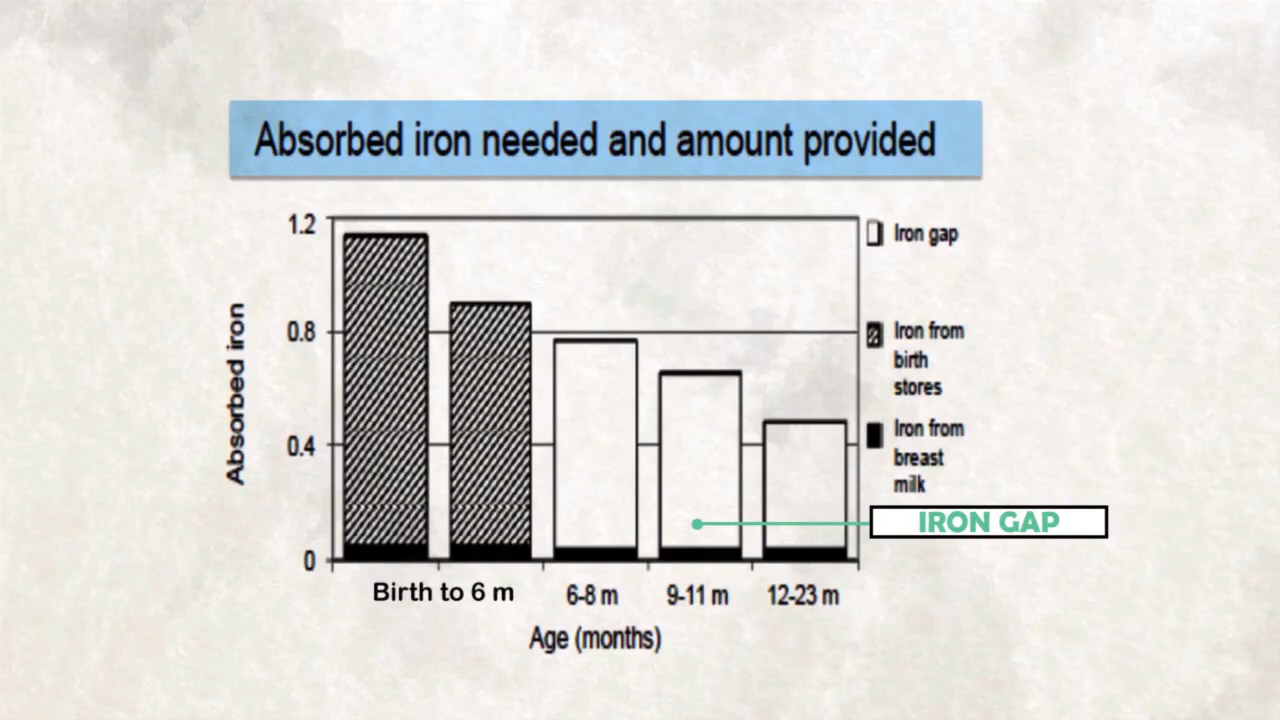 Absorbed iron needed and amount provided
1.2
0.8
0.4
0
Absorbed iron
Birth to 6 m
6-8 m
9-11 m
12-23 m
Age (months)
Iron gap
Iron from
birth
stores
Iron from
breast
milk
IRON GAP